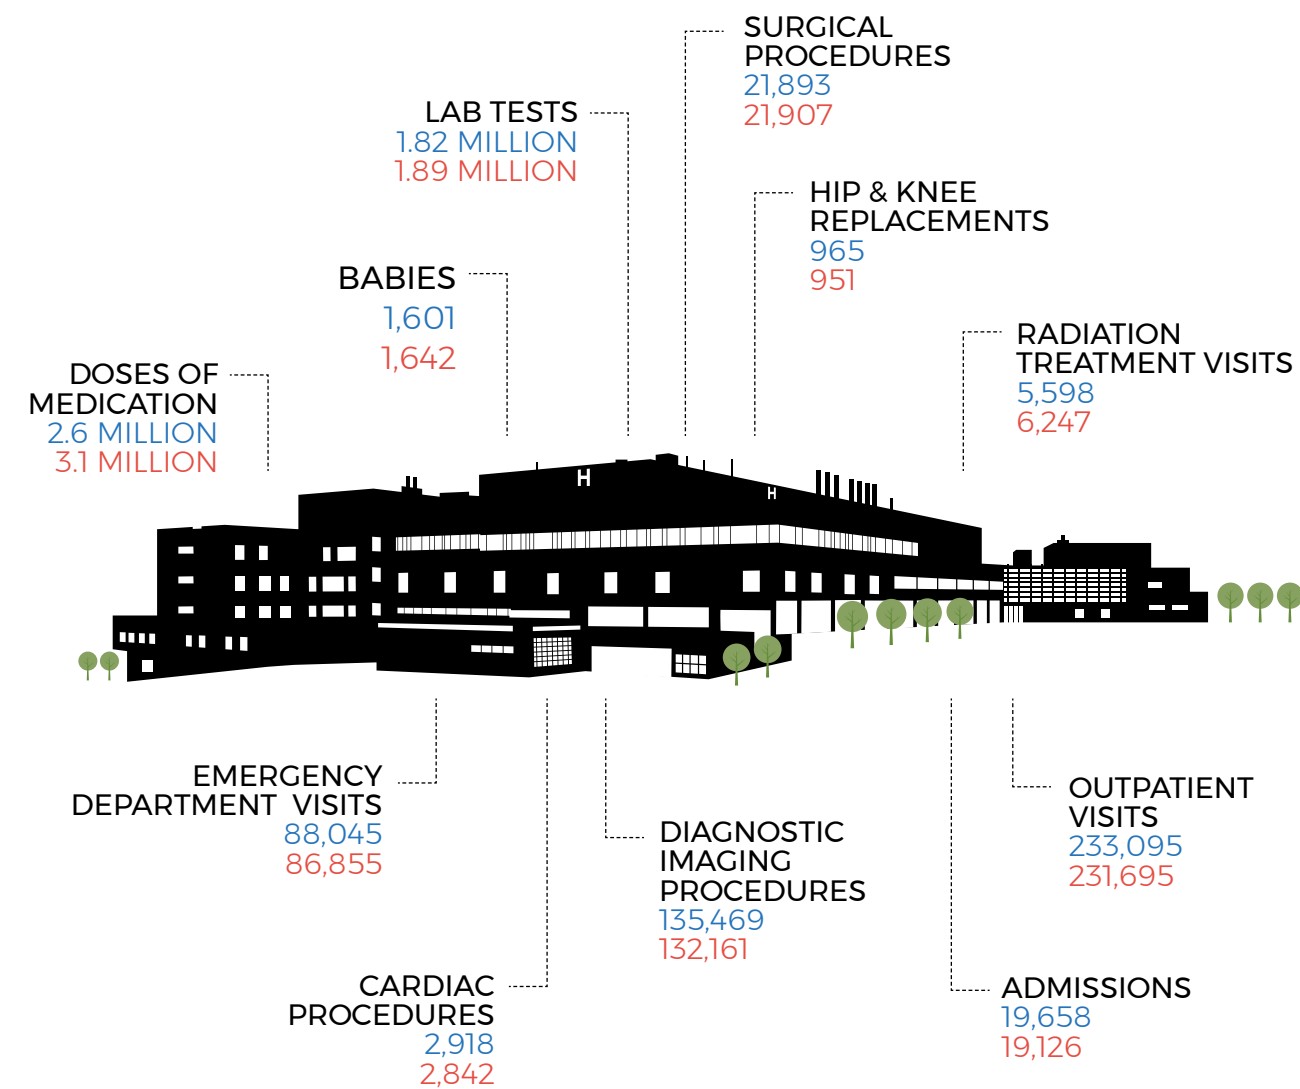 SURGICAL
PROCEDURES
21,893
21,907
LAB TESTS
1.82 MILLION
1.89 MILLION
HIP & KNEE
REPLACEMENTS
965
951
BABIES
1,601
1,642
RADIATION
TREATMENT VISITS
5,598
6,247
DOSES OF
MEDICATION
2.6 MILLION
3.1 MILLION
H
H
EMERGENCY
DEPARTMENT VISITS
88,045
86,855
OUTPATIENT
VISITS
233,095
231,695
DIAGNOSTIC
IMAGING
PROCEDURES
135,469
132,161
CARDIAC
PROCEDURES
2,918
2,842
ADMISSIONS
19,658
19,126